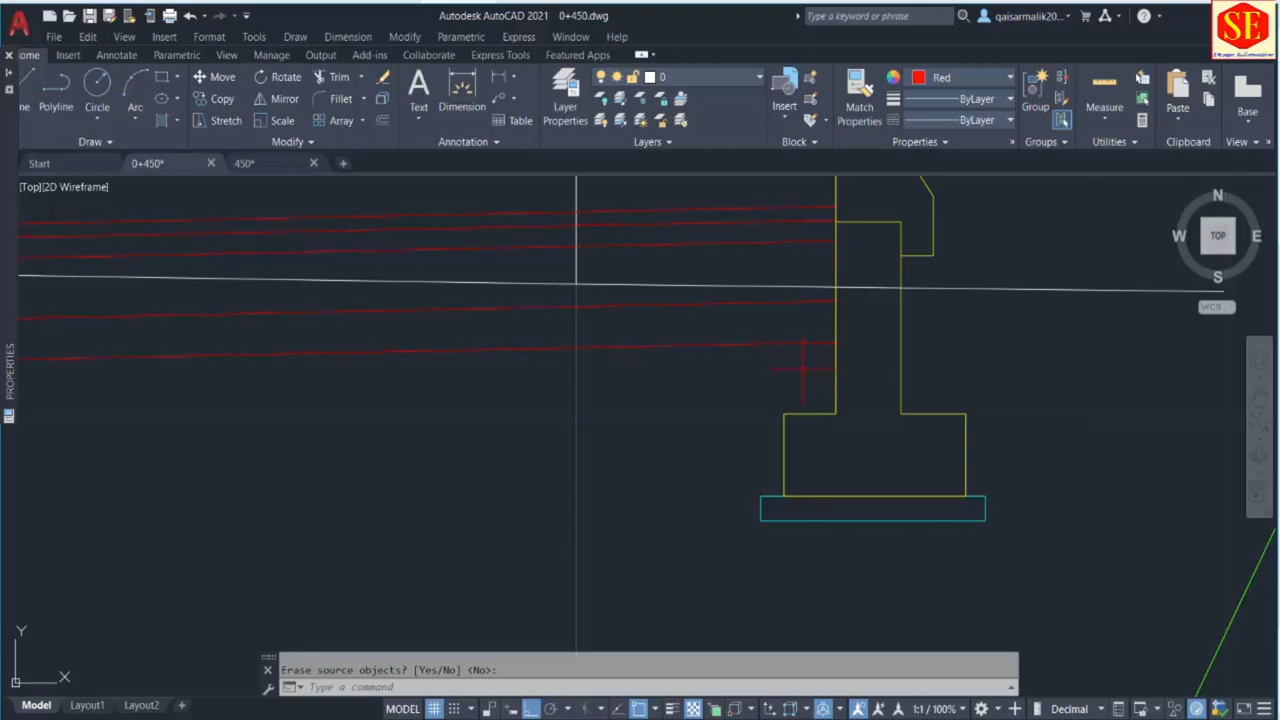 Autodesk AutoCAD 2021 0+450.dwg
Type a keyword or phrase
qaisarmalik20...
SE
File Edit View Insert Format Tools Draw Dimension Modify Parametric Express Window Help
ome Insert Annotate Parametric View Manage Output Add-ins Collaborate Express Tools Featured Apps
Move Rotate Trim
0
Red
ne Polyline Circle Arc
Copy Mirror Fillet
Text Dimension
Layer Properties
Insert
Match Properties
ByLayer
Group
Measure
Paste
Base
Stretch Scale Array
Table
ByLayer
Draw Modify Annotation Layers Block Properties Groups Utilities Clipboard View
Start 0+450* 450*
[Top][2D Wireframe]
N
W TOP E
S
WCS
PROPERTIES
Y
X
Erase source objects? [Yes/No] <No>:
Type a command
Model Layout1 Layout2
MODEL 1:1 / 100% Decimal